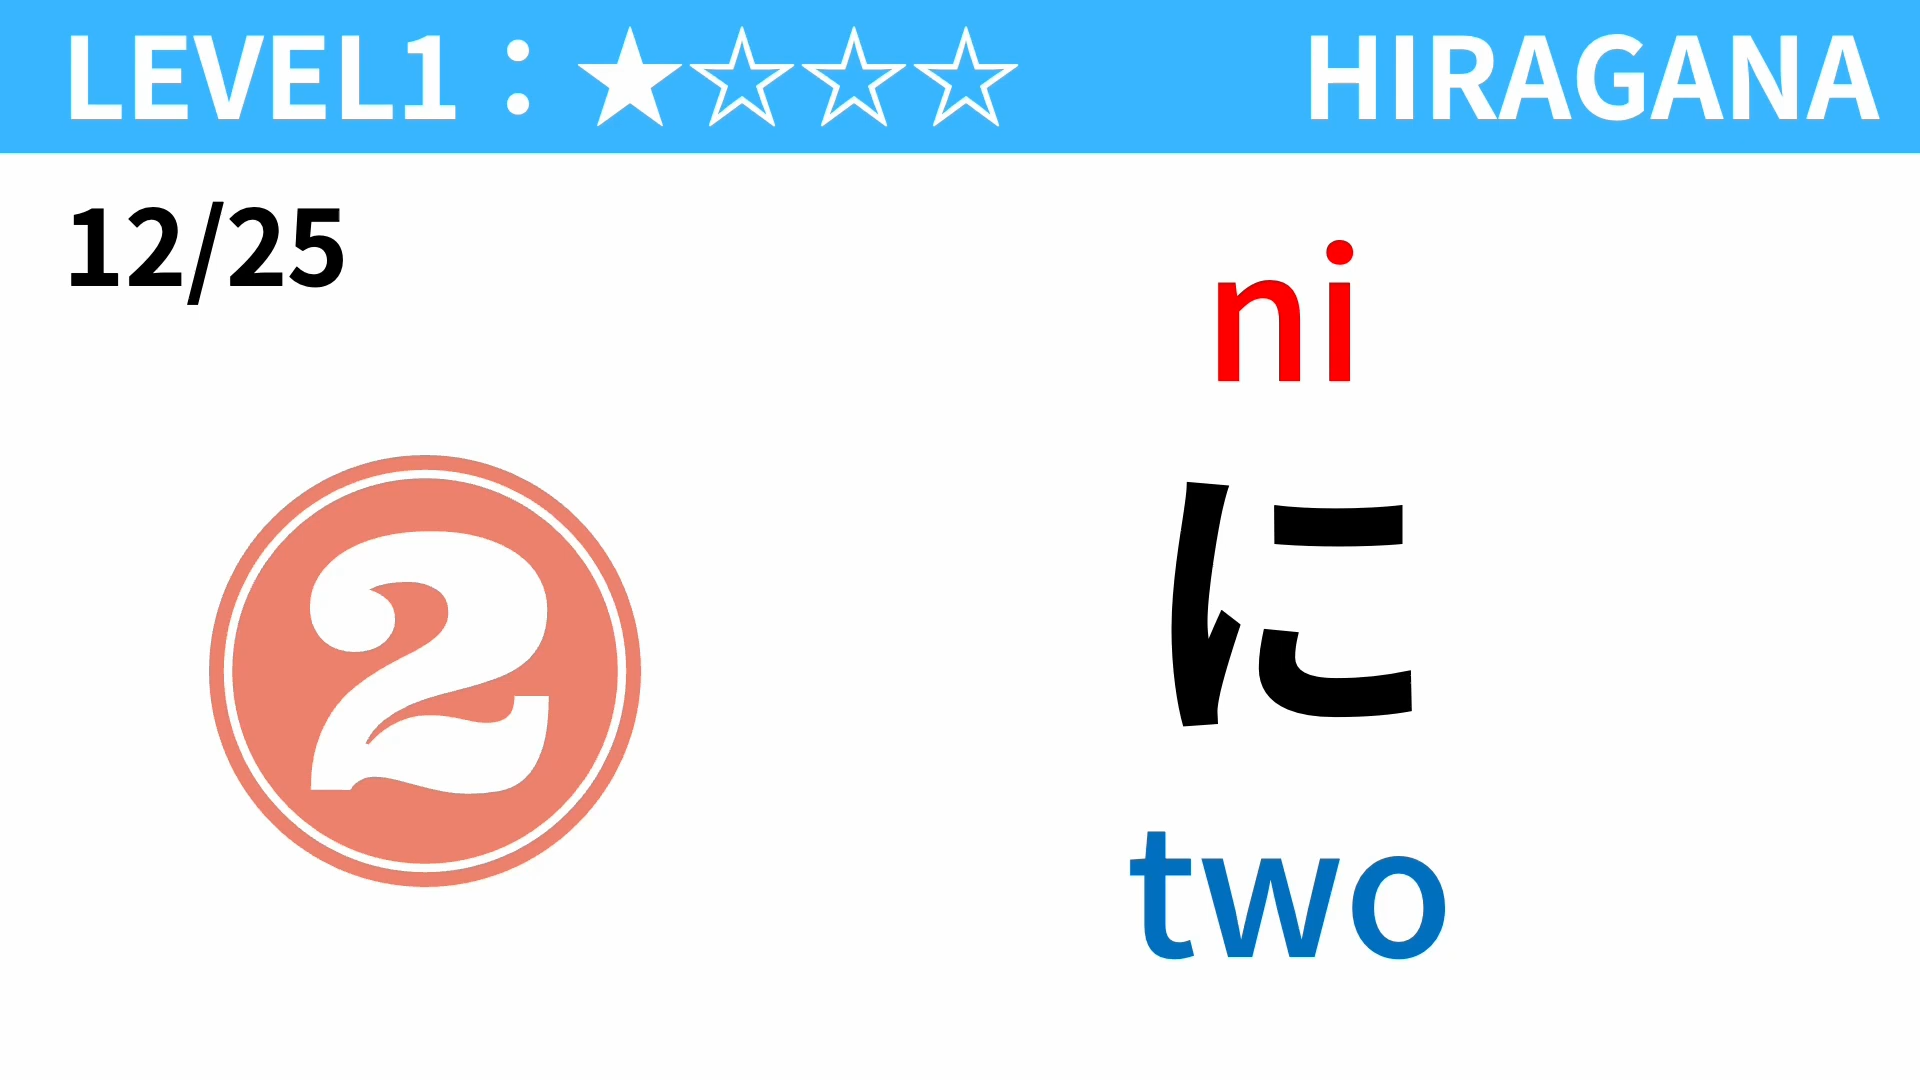 LEVEL1：★☆☆☆ HIRAGANA
12/25
ni
2
に
two